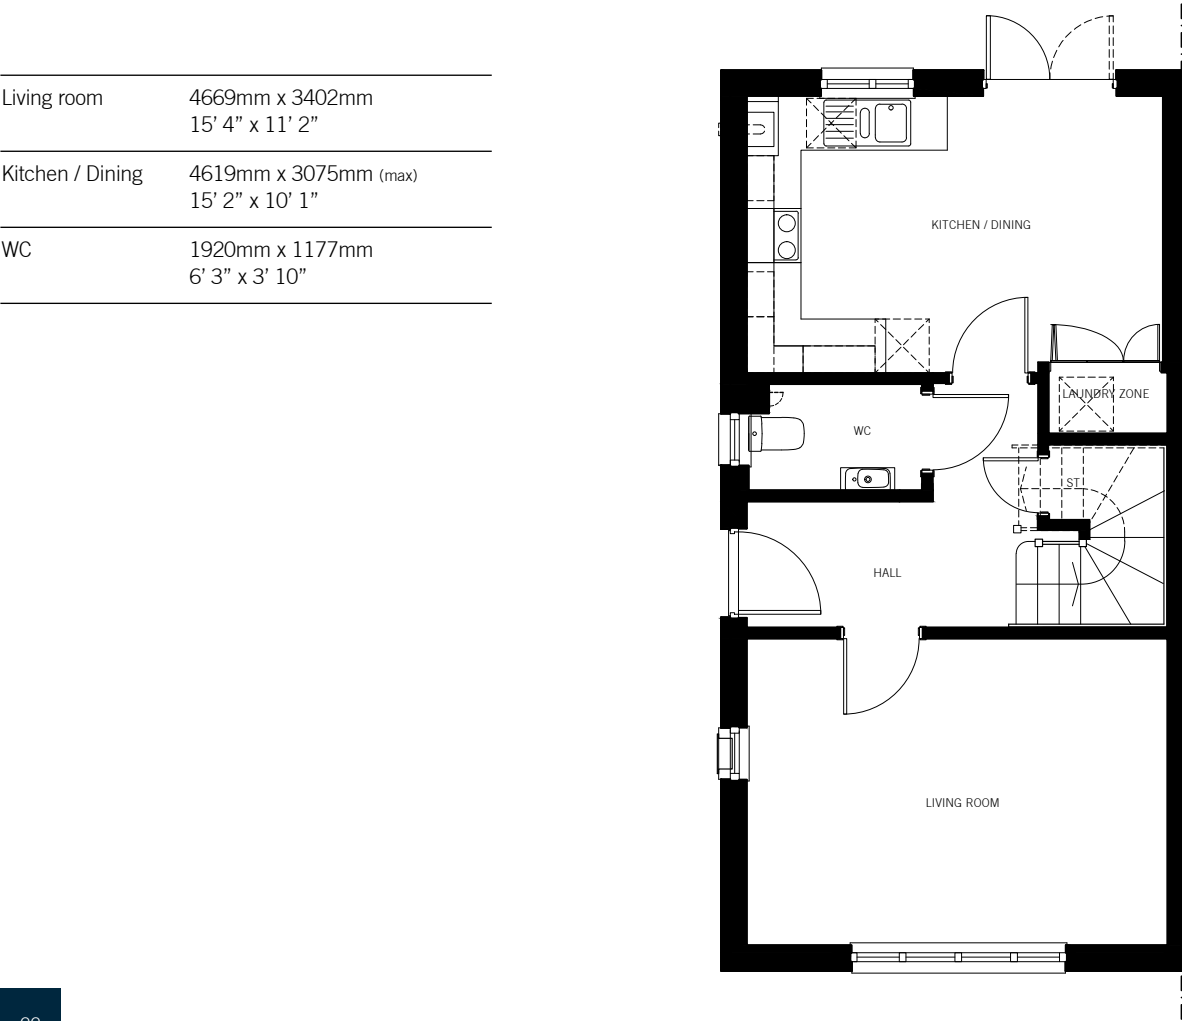 Living room 4669mm x 3402mm
15’ 4” x 11’ 2”
Kitchen / Dining 4619mm x 3075mm (max)
15’ 2” x 10’ 1”
WC 1920mm x 1177mm
6’ 3” x 3’ 10”
KITCHEN / DINING
LAUNDRY ZONE
WC
ST
HALL
LIVING ROOM